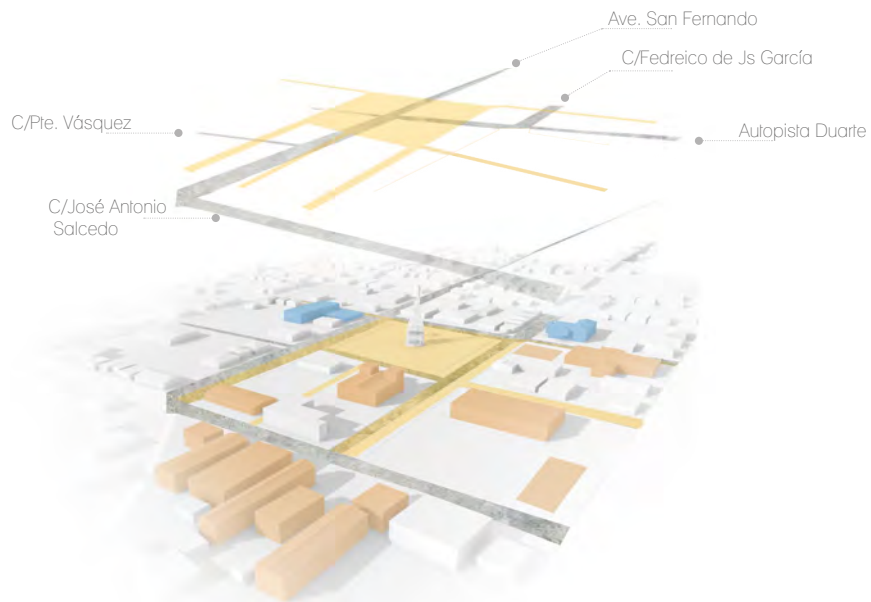 Ave. San Fernando
C/Fedreico de Js García
C/Pte. Vásquez
Autopista Duarte
C/José Antonio
Salcedo